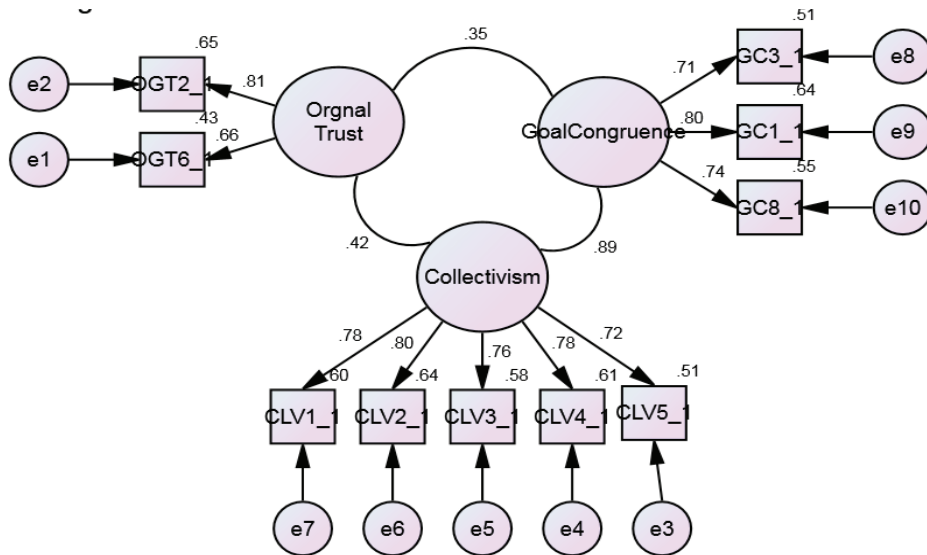 .65
.35
.51
e2
OGT2_1
.81
Orgnal
Trust
.71
GC3_1
e8
.43
.64
e1
OGT6_1
.66
GoalCongruence
.80
GC1_1
e9
.74
.55
GC8_1
e10
.42
.89
Collectivism
.78
.80
.76
.78
.72
.60
.64
.58
.61
.51
CLV1_1
CLV2_1
CLV3_1
CLV4_1
CLV5_1
e7
e6
e5
e4
e3